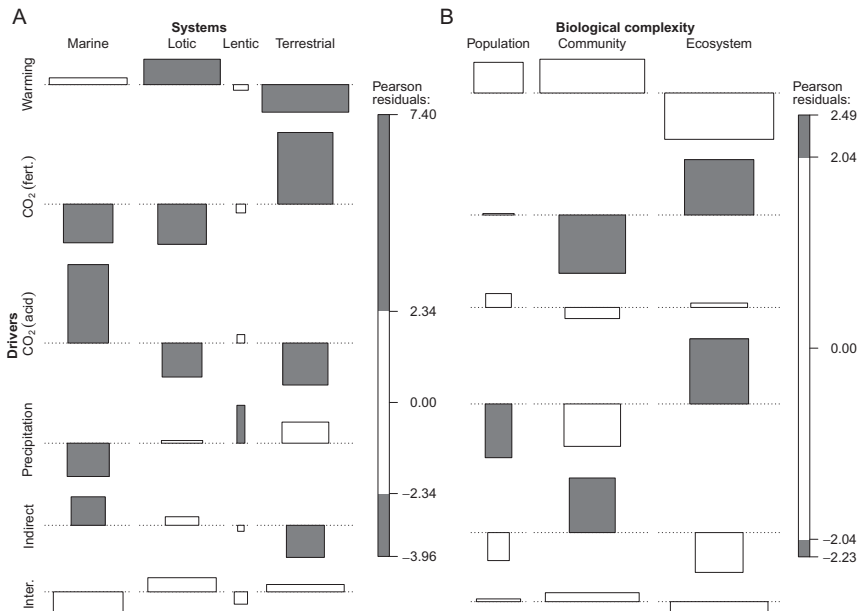 A
B
Systems
Biological complexity
Marine Lotic Lentic Terrestrial
Population Community Ecosystem
Drivers
Warming
CO₂ (fert.)
CO₂ (acid)
Precipitation
Indirect
Inter.
Pearson
residuals:
7.40
2.34
0.00
−2.34
−3.96
Pearson
residuals:
2.49
2.04
0.00
−2.04
−2.23